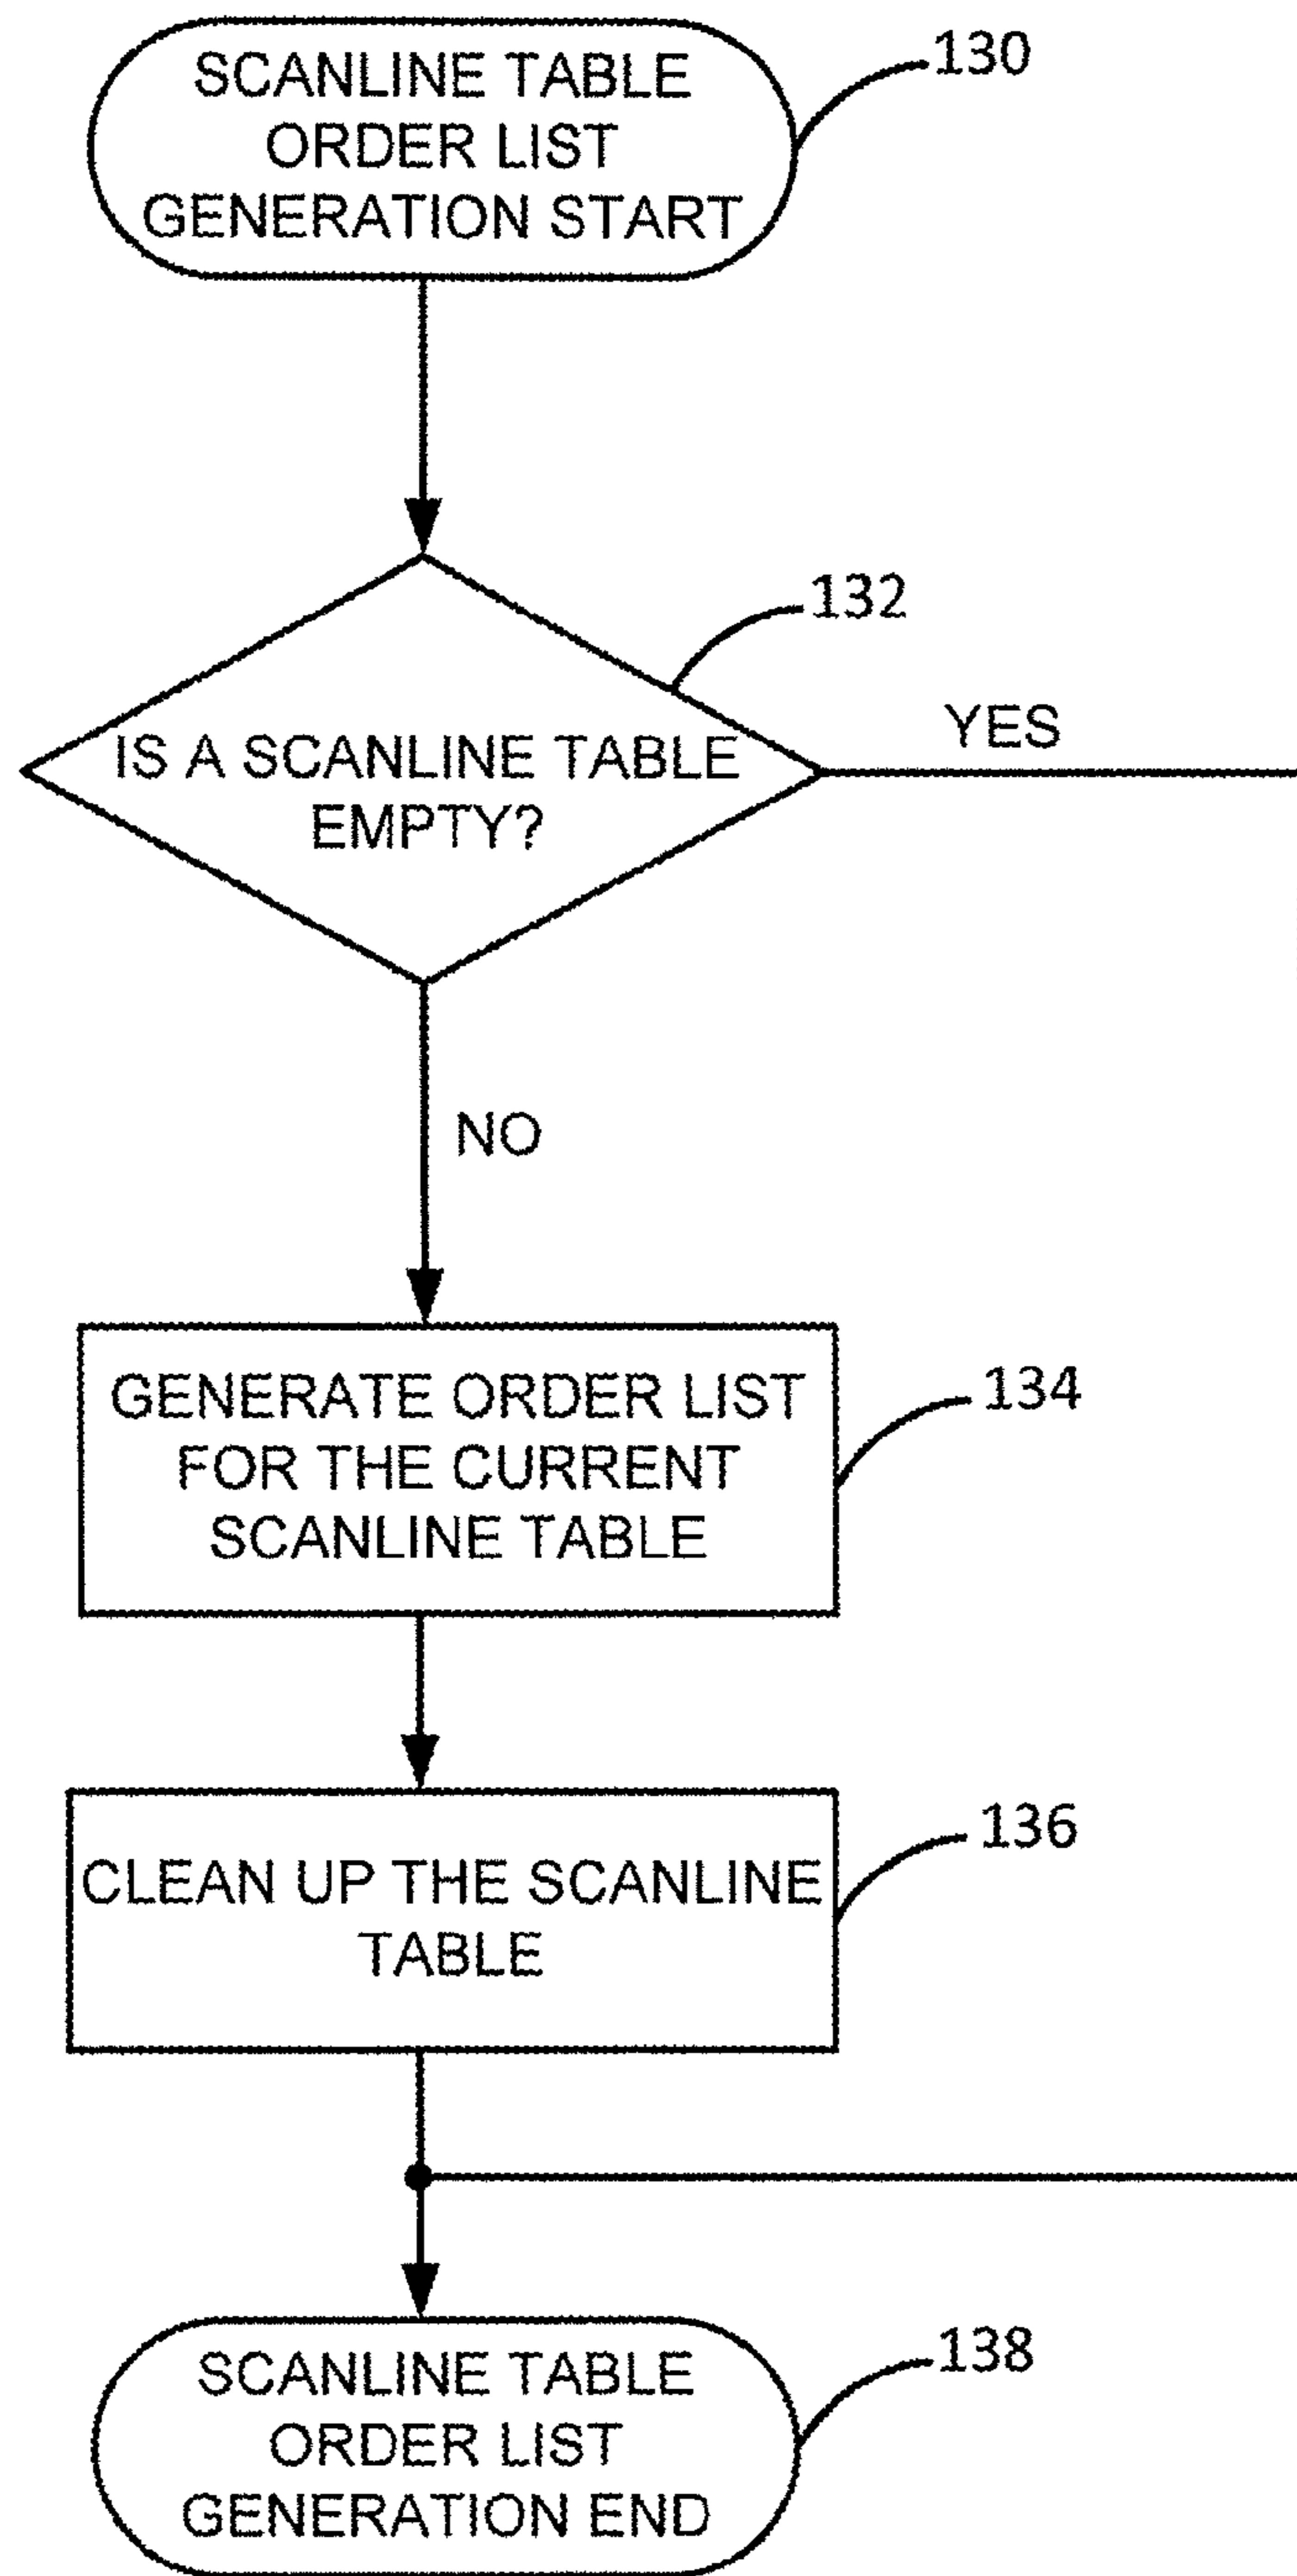 SCANLINE TABLE
ORDER LIST
GENERATION START
130
132
IS A SCANLINE TABLE
EMPTY?
YES
NO
GENERATE ORDER LIST
FOR THE CURRENT
SCANLINE TABLE
134
CLEAN UP THE SCANLINE
TABLE
136
SCANLINE TABLE
ORDER LIST
GENERATION END
138